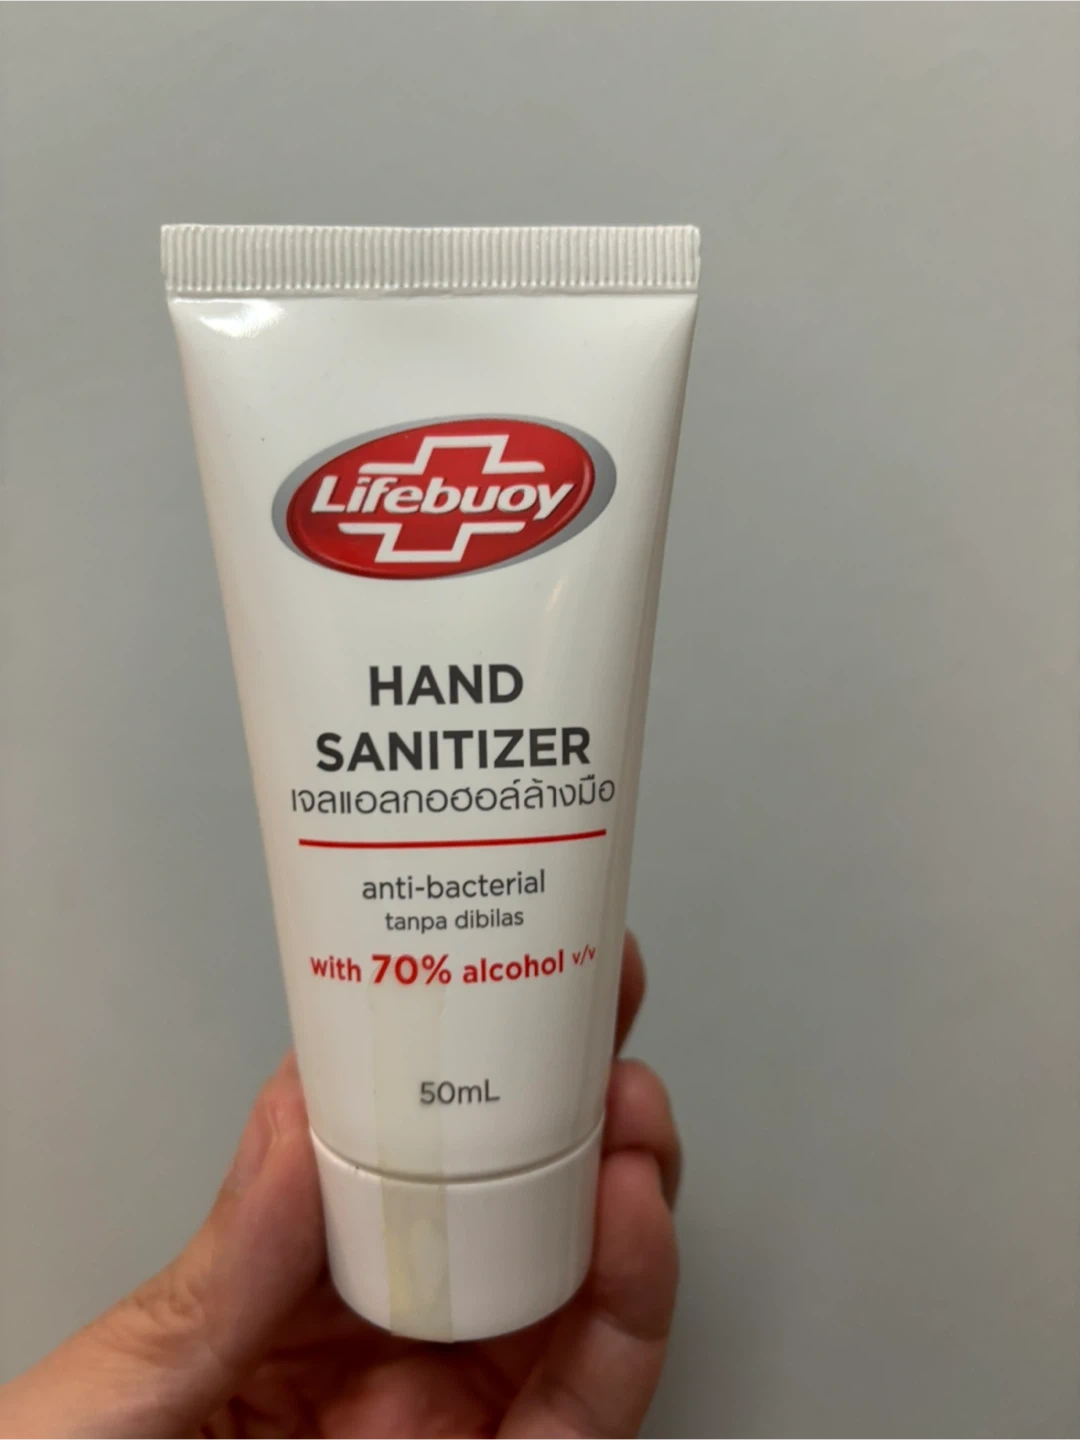 Lifebuoy
HAND
SANITIZER
เจลแอลกอฮอล์ล้างมือ
anti-bacterial
tanpa dibilas
with 70% alcohol v/v
50mL